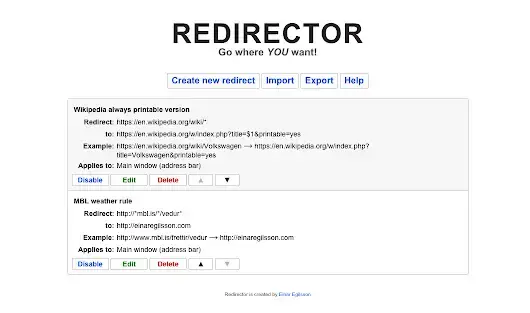 REDIRECTOR
Go where YOU want!
Create new redirect Import Export Help
Wikipedia always printable version
Redirect: https://en.wikipedia.org/wiki/*
to: https://en.wikipedia.org/w/index.php?title=$1&printable=yes
Example: https://en.wikipedia.org/wiki/Volkswagen → https://en.wikipedia.org/w/index.php?
title=Volkswagen&printable=yes
Applies to: Main window (address bar)
Disable Edit Delete ▲ ▼
MBL weather rule
Redirect: http://*mbl.is/*/vedur*
to: http://einaregilsson.com
Example: http://www.mbl.is/frettir/vedur → http://einaregilsson.com
Applies to: Main window (address bar)
Disable Edit Delete ▲ ▼
Redirector is created by Einar Egilsson